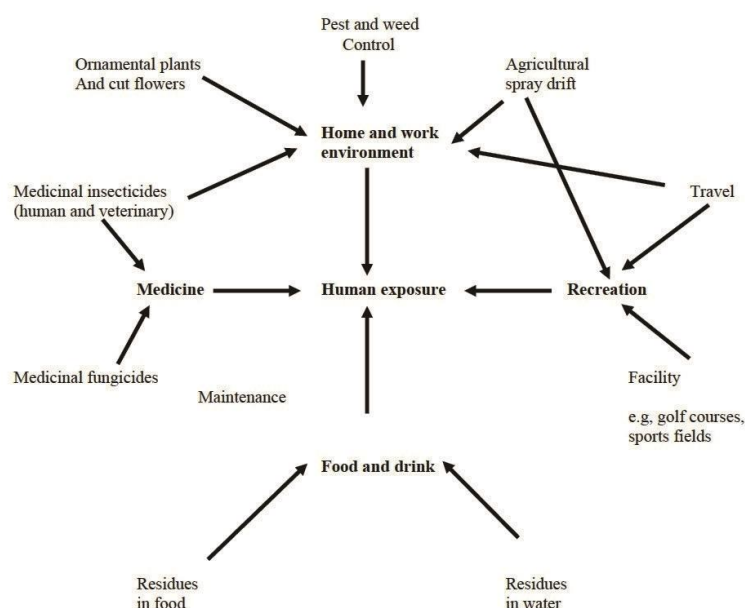 Pest and weed
Control
Ornamental plants
And cut flowers
Agricultural
spray drift
Home and work
environment
Medicinal insecticides
(human and veterinary)
Travel
Medicine
Human exposure
Recreation
Medicinal fungicides
Maintenance
Facility
e.g, golf courses,
sports fields
Food and drink
Residues
in food
Residues
in water